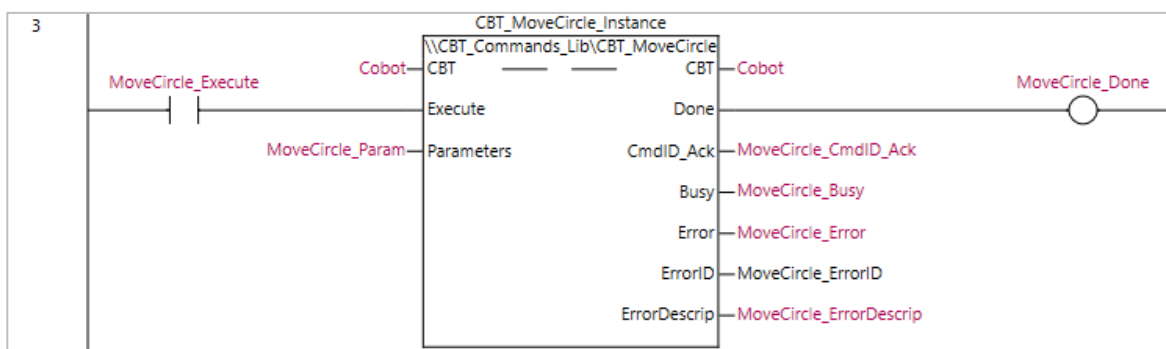 3
CBT_MoveCircle_Instance
\\CBT_Commands_Lib\CBT_MoveCircle
Cobot CBT CBT Cobot
MoveCircle_Execute MoveCircle_Done
Execute Done
MoveCircle_Param Parameters CmdID_Ack MoveCircle_CmdID_Ack
Busy MoveCircle_Busy
Error MoveCircle_Error
ErrorID MoveCircle_ErrorID
ErrorDescrip MoveCircle_ErrorDescrip